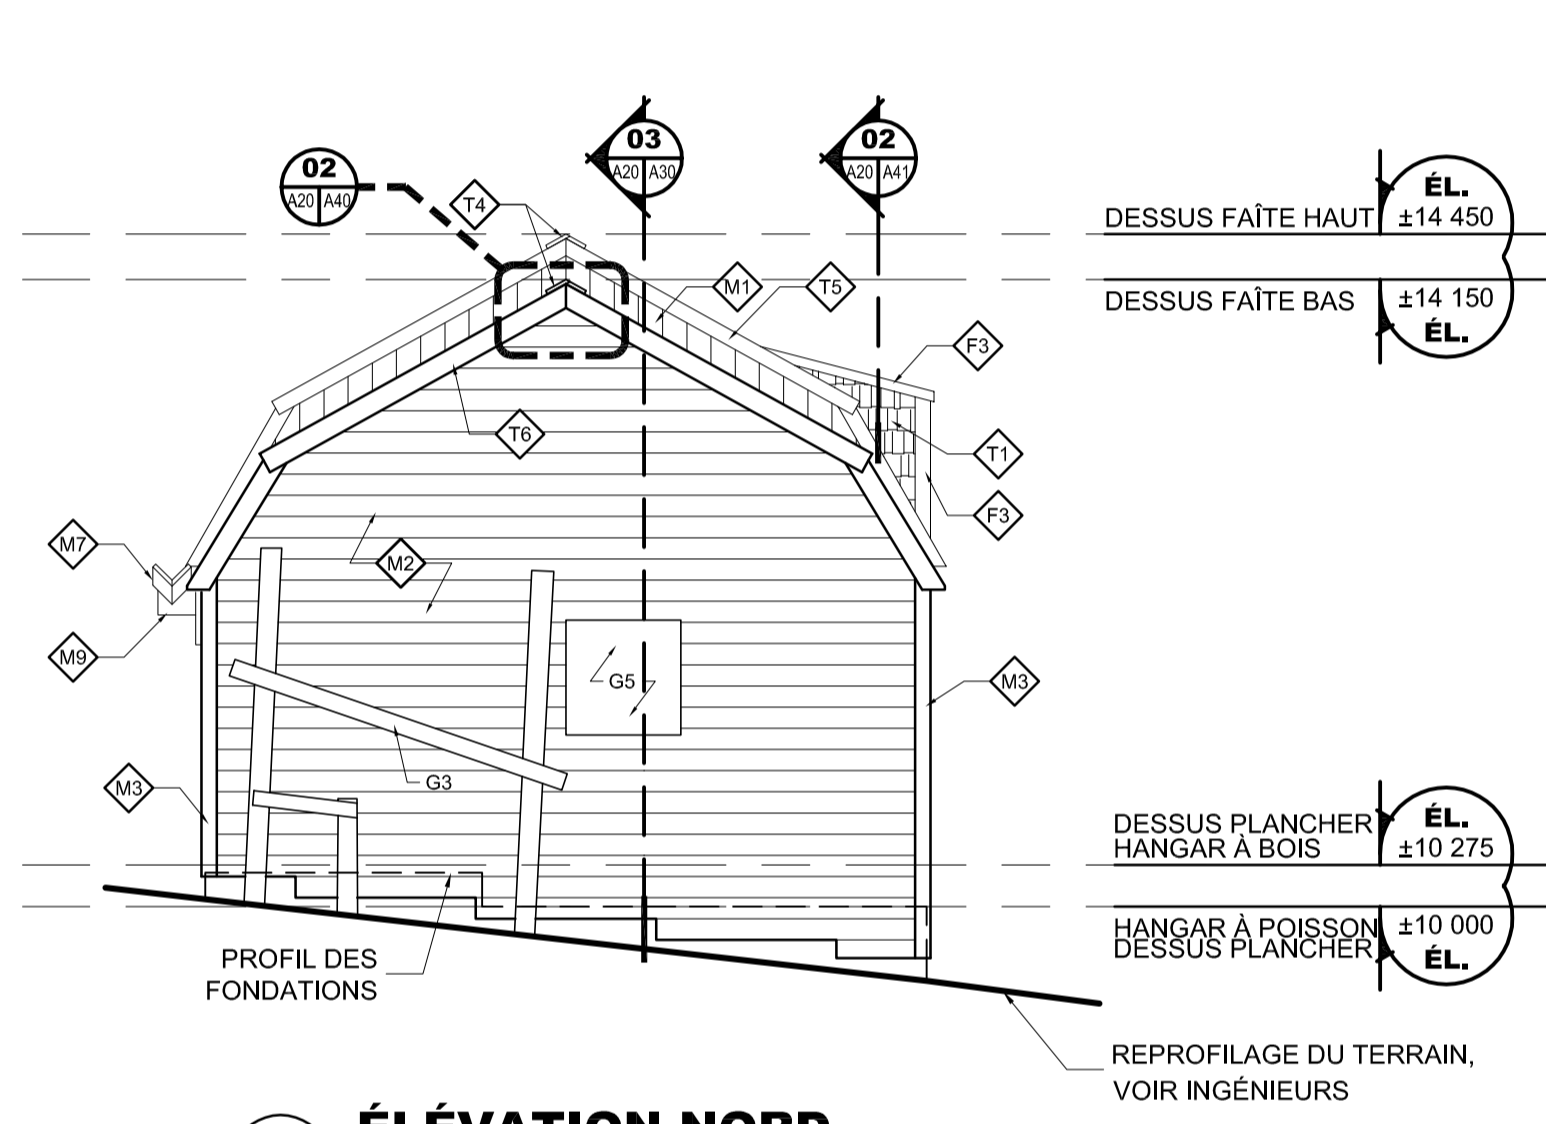 02
A20 A40
03
A20 A30
02
A20 A41
T4
M1
T5
F3
T6
T1
F3
M7
M2
M9
G5
M3
G3
M3
DESSUS FAÎTE HAUT
ÉL.
±14 450
DESSUS FAÎTE BAS
±14 150
ÉL.
DESSUS PLANCHER
HANGAR À BOIS
ÉL.
±10 275
HANGAR À POISSON
DESSUS PLANCHER
±10 000
ÉL.
PROFIL DES
FONDATIONS
REPROFILAGE DU TERRAIN,
VOIR INGÉNIEURS
ÉLÉVATION NORD